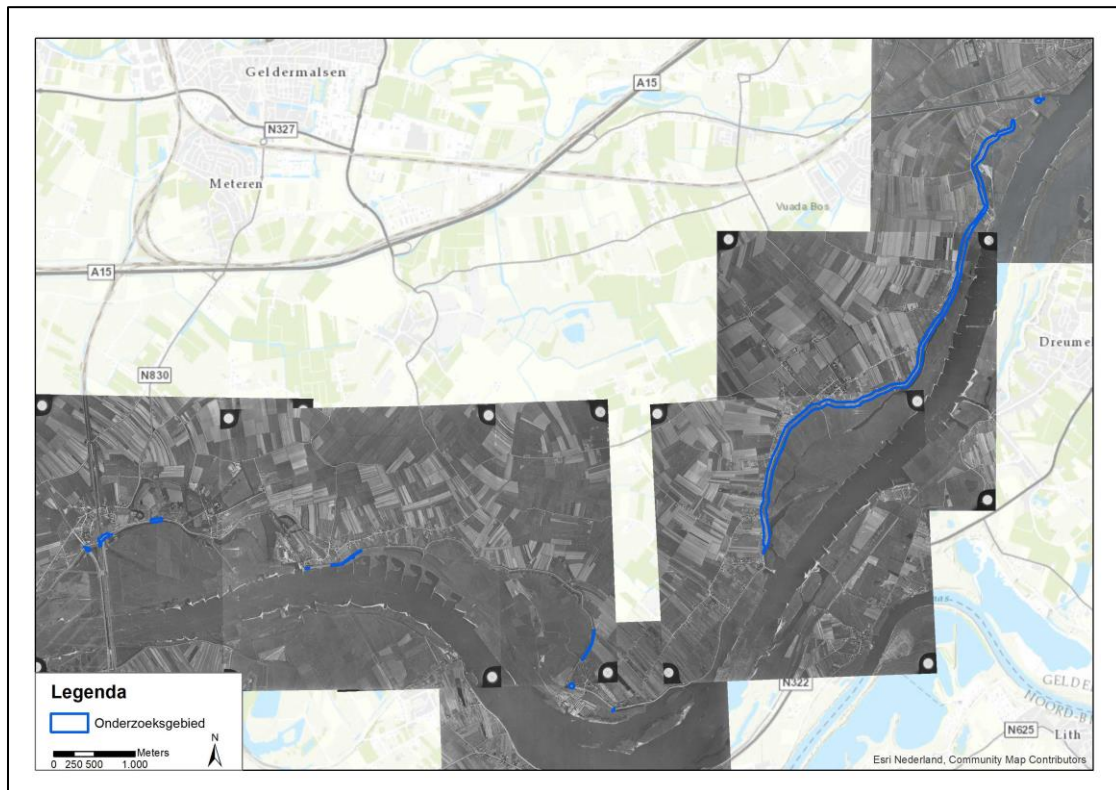 Geldermalsen
A15
N327
Meteren
Vuada Bos
A15
Dreumel
N830
N322
GELDE
NOORD-B
N625
Lith
Legenda
Onderzoeksgebied
Meters
0 250 500 1.000
N
Esri Nederland, Community Map Contributors